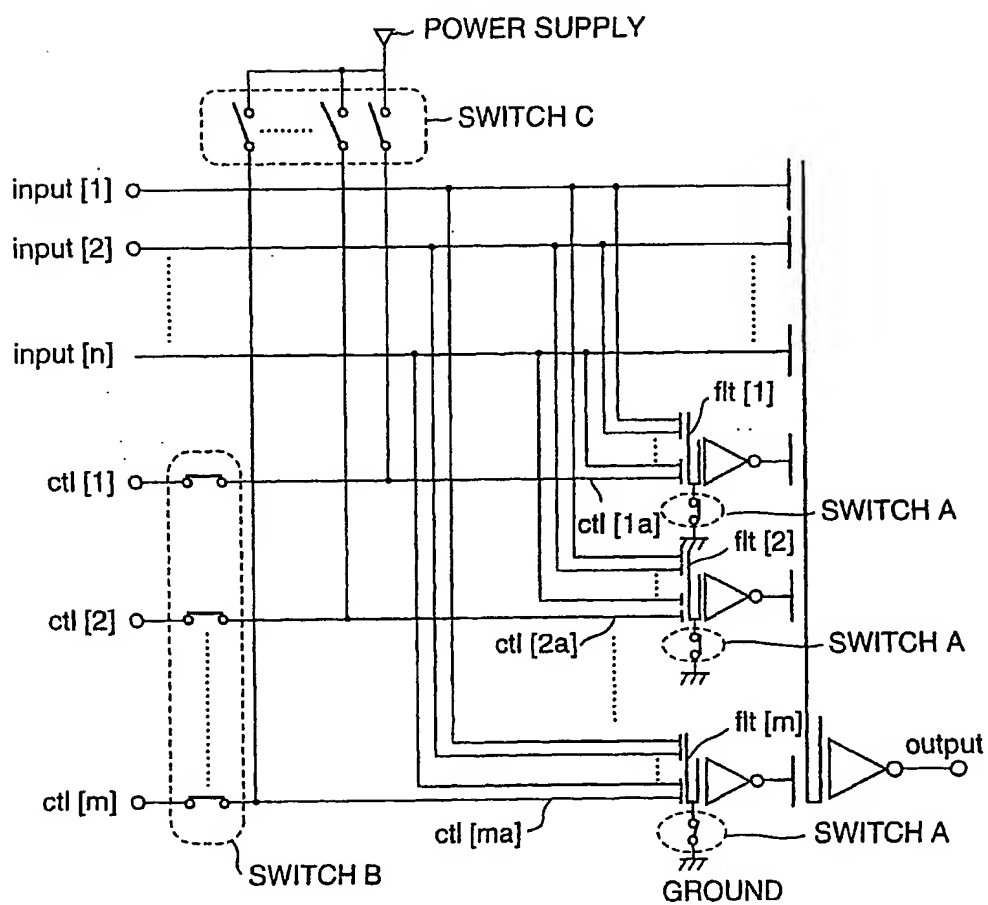 POWER SUPPLY
SWITCH C
input [1]
input [2]
input [n]
flt [1]
ctl [1]
ctl [1a]
SWITCH A
flt [2]
ctl [2]
ctl [2a]
SWITCH A
flt [m]
output
ctl [m]
ctl [ma]
SWITCH A
SWITCH B
GROUND